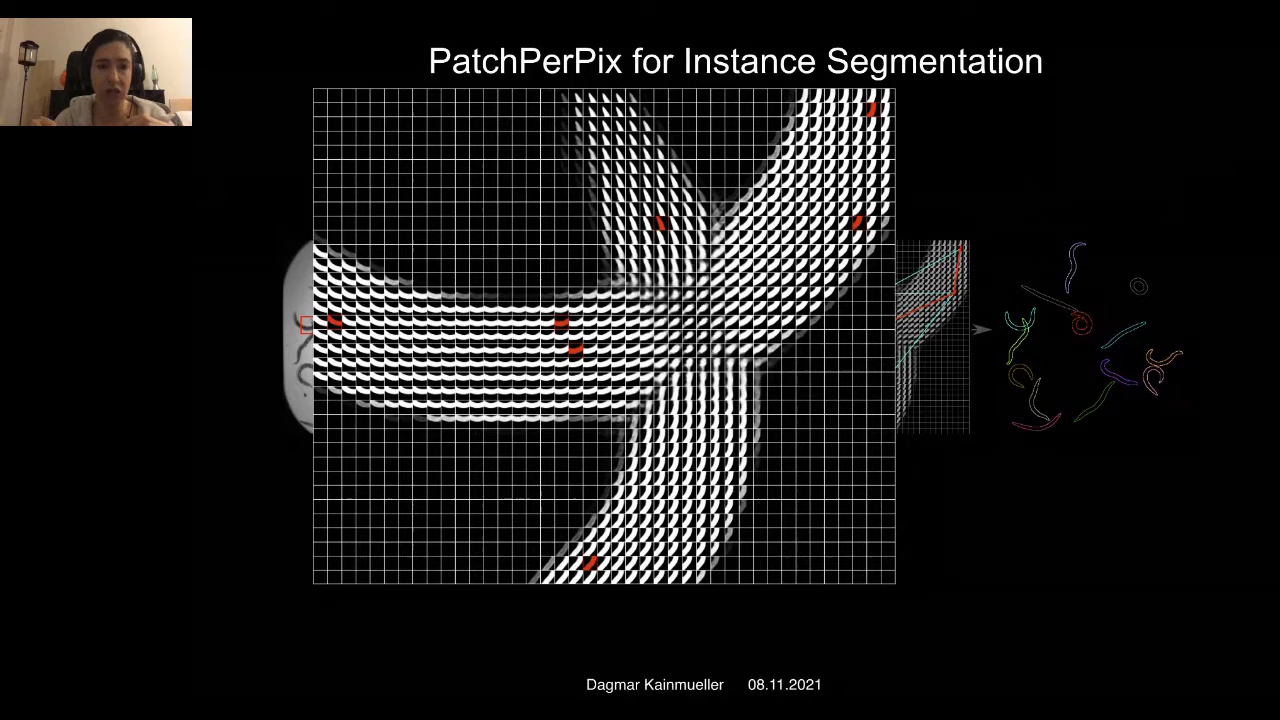 PatchPerPix for Instance Segmentation
Dagmar Kainmueller 08.11.2021